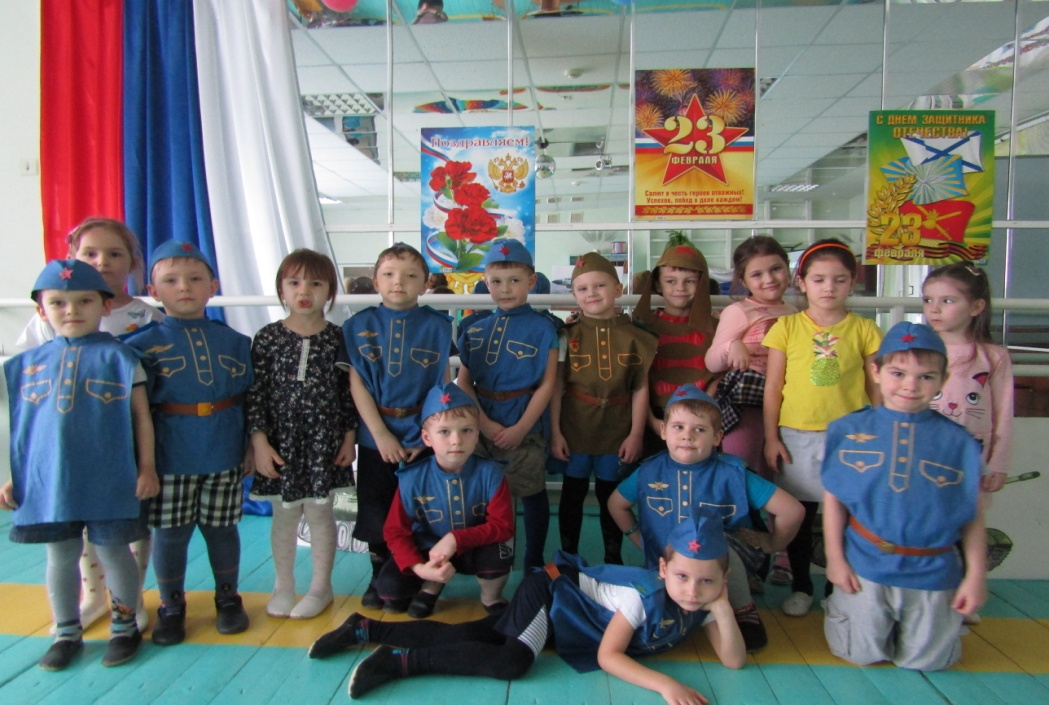 Поздравляем!
23
ФЕВРАЛЯ
Салют в честь героев отважных!
Успехов, побед в деле каждом!
С ДНЕМ ЗАЩИТНИКА
ОТЕЧЕСТВА!
23
февраля